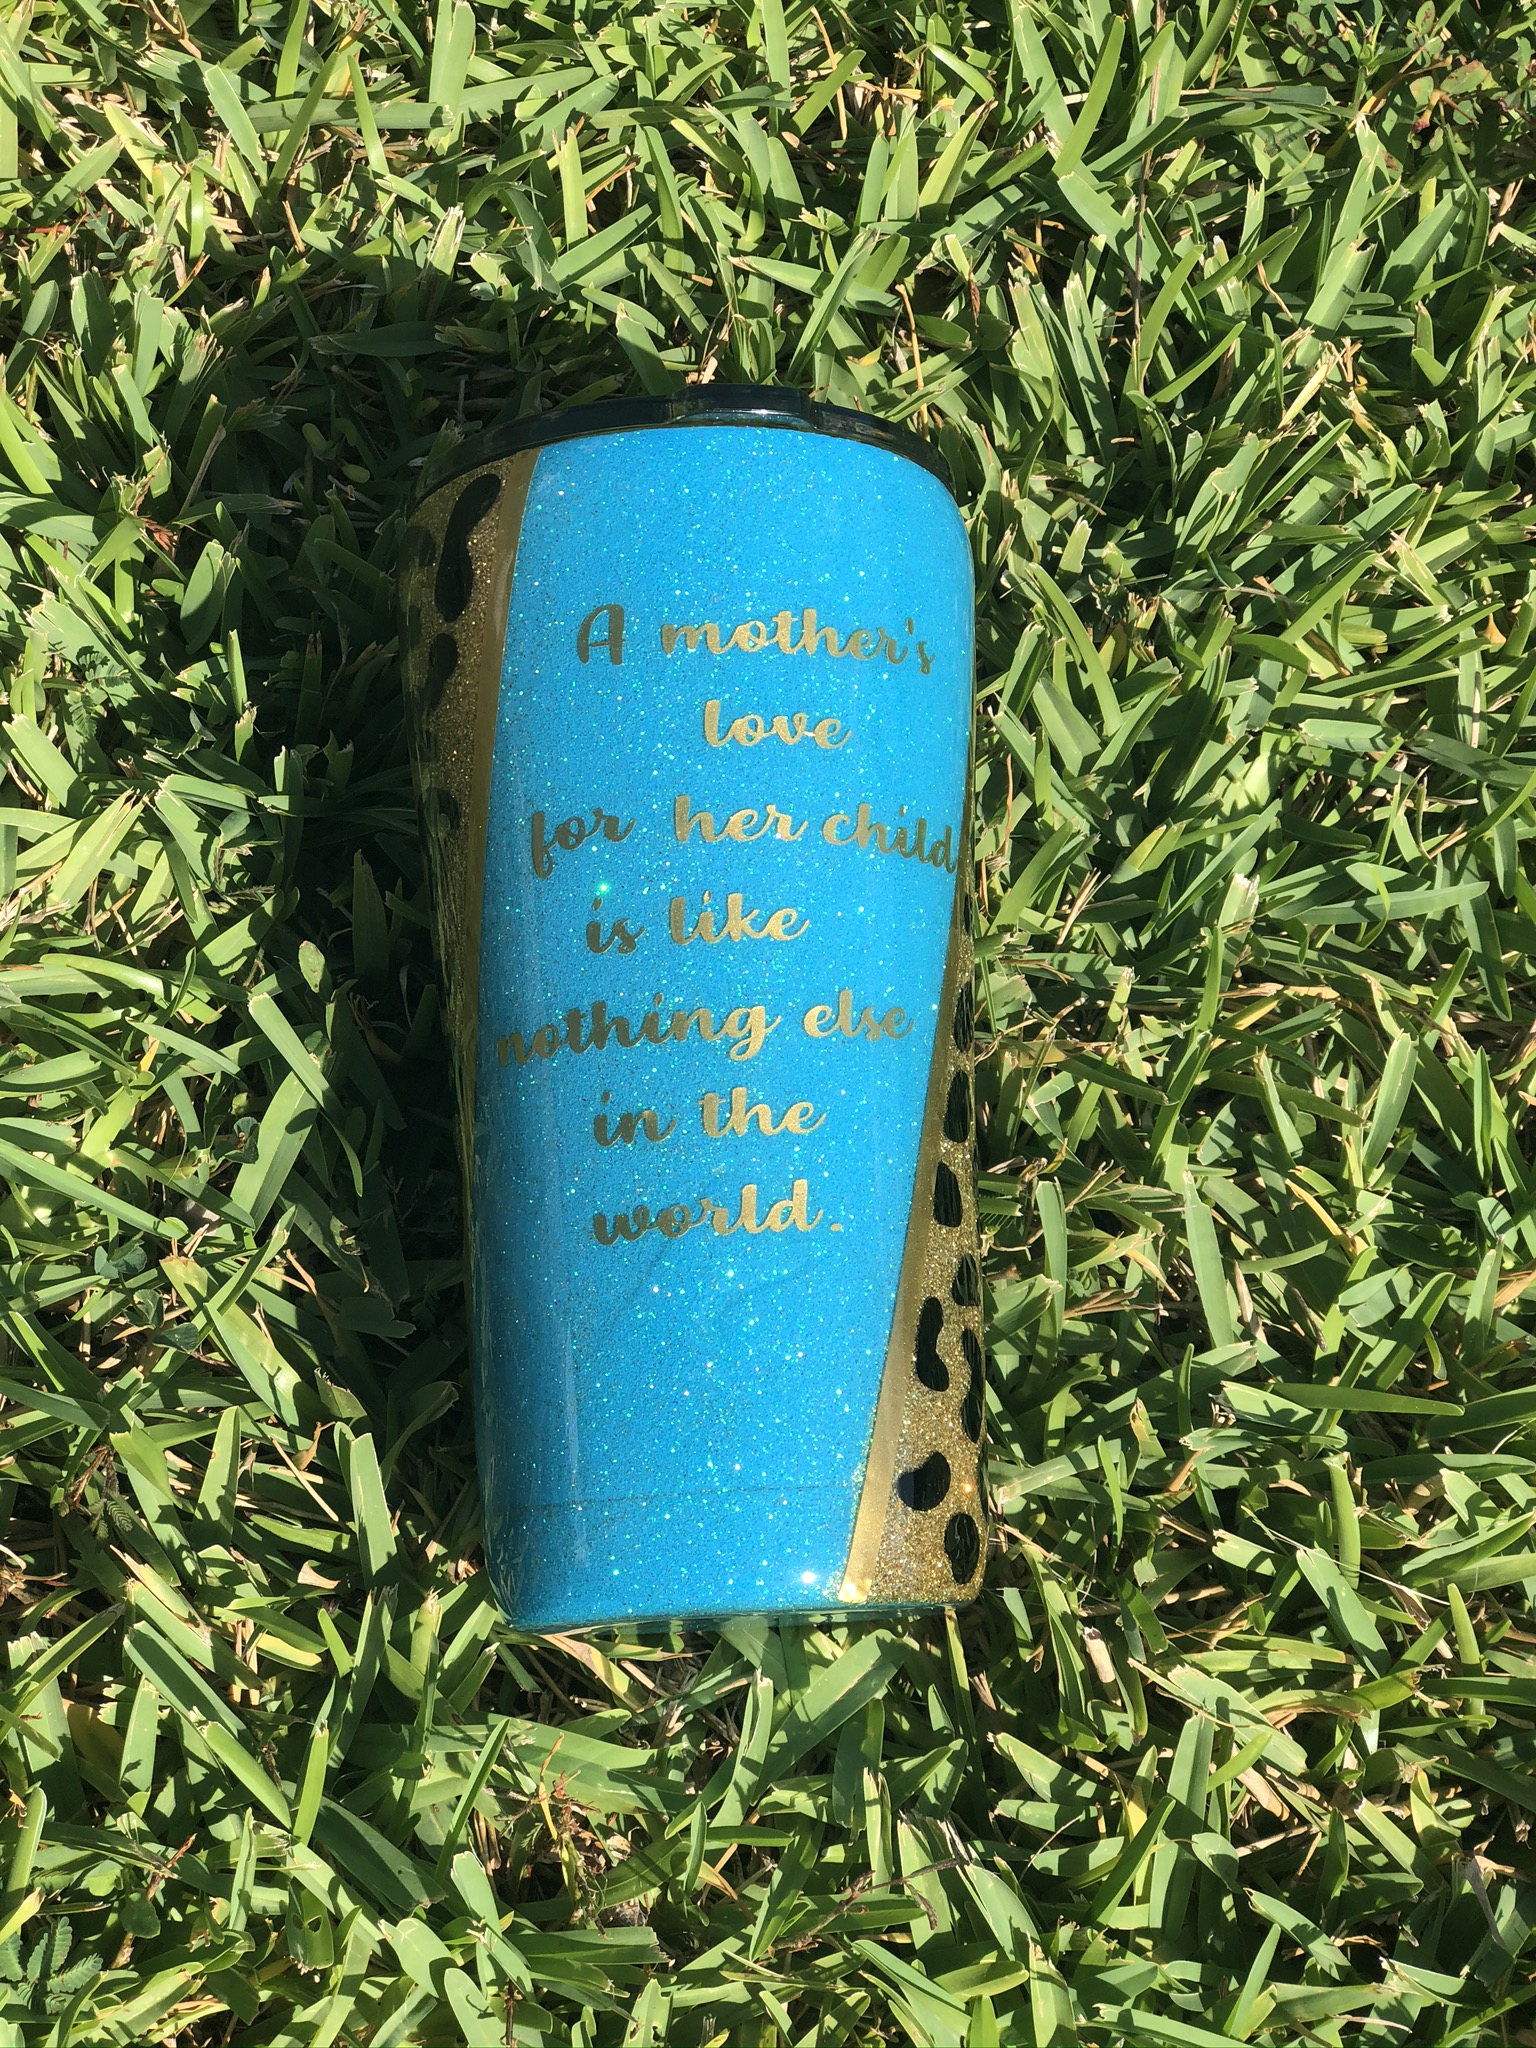 A mother's
love
for her child
is like
nothing else
in the
world.